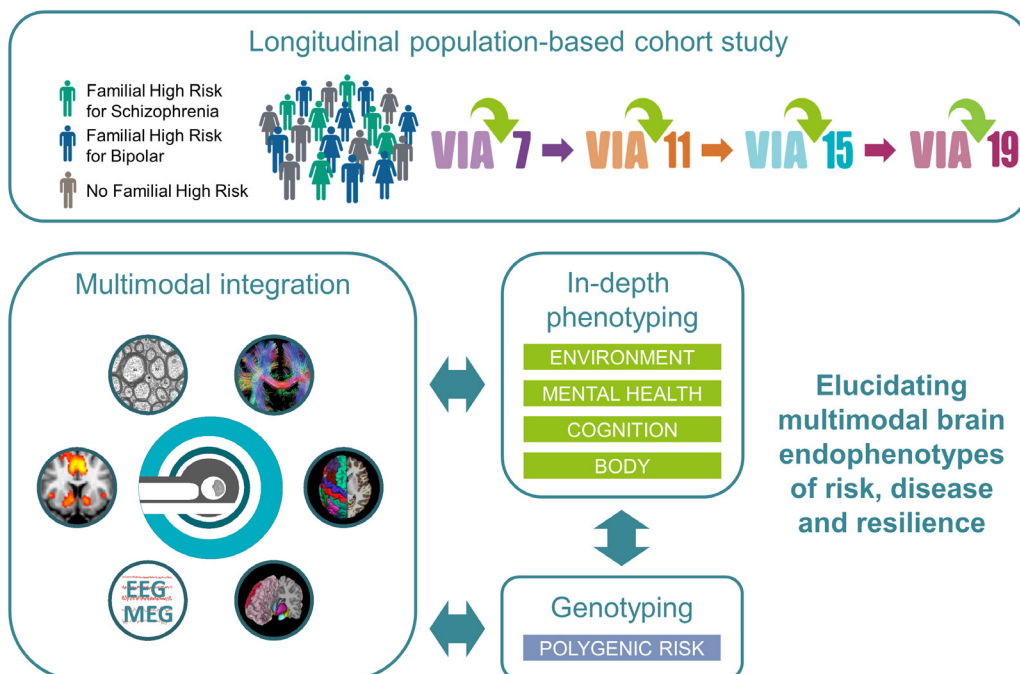 Longitudinal population-based cohort study
Familial High Risk
for Schizophrenia
Familial High Risk
for Bipolar
No Familial High Risk
VIA 7
VIA 11
VIA 15
VIA 19
Multimodal integration
EEG
MEG
In-depth
phenotyping
ENVIRONMENT
MENTAL HEALTH
COGNITION
BODY
Genotyping
POLYGENIC RISK
Elucidating
multimodal brain
endophenotypes
of risk, disease
and resilience